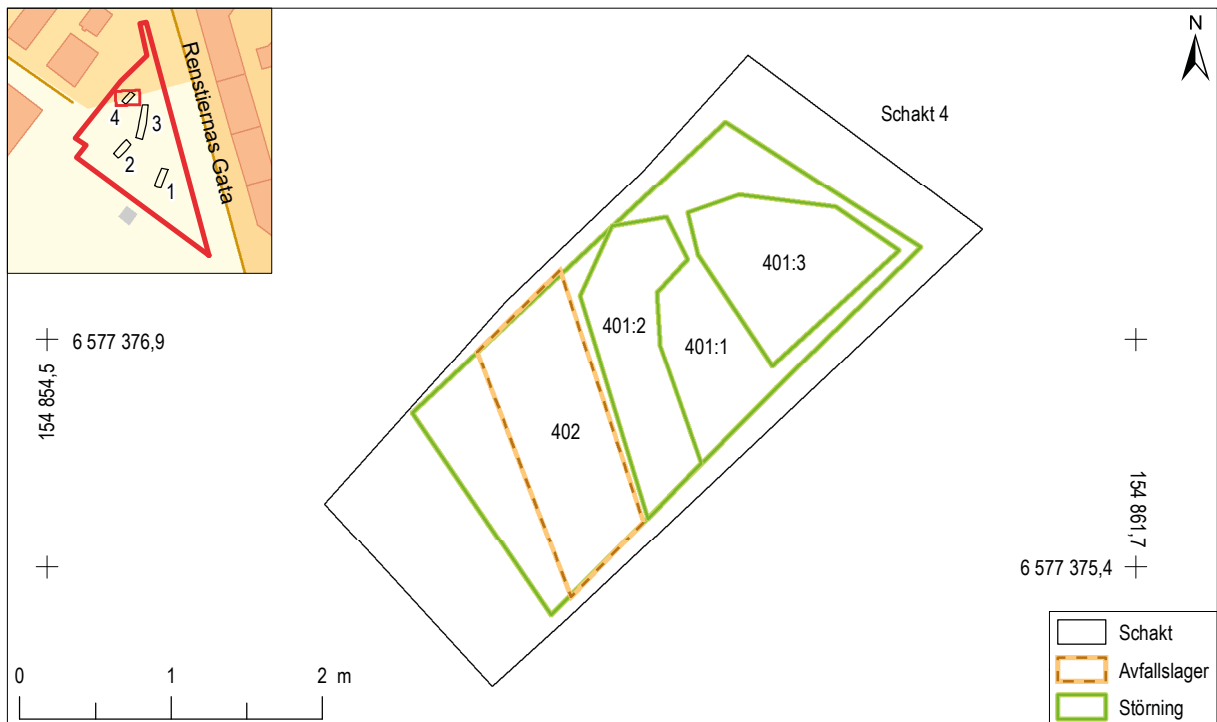 Renstiernas Gata
4
3
2
1
N
Schakt 4
401:3
401:2
401:1
402
6 577 376,9
154 854,5
154 861,7
6 577 375,4
0 1 2 m
Schakt
Avfallslager
Störning